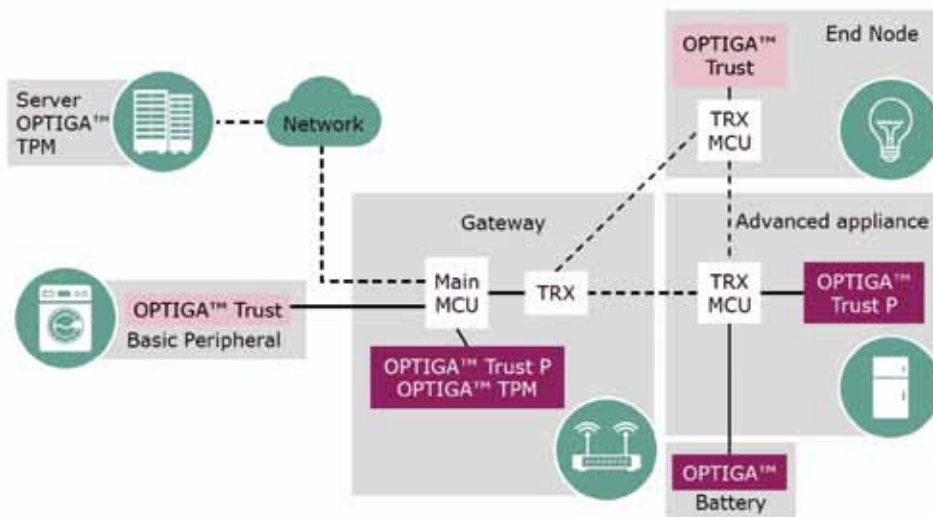 Server
OPTIGA™
TPM
Network
OPTIGA™
Trust
End Node
TRX
MCU
Gateway
Advanced appliance
Main
MCU
TRX
TRX
MCU
OPTIGA™
Trust P
OPTIGA™ Trust
Basic Peripheral
OPTIGA™ Trust P
OPTIGA™ TPM
OPTIGA™
Battery